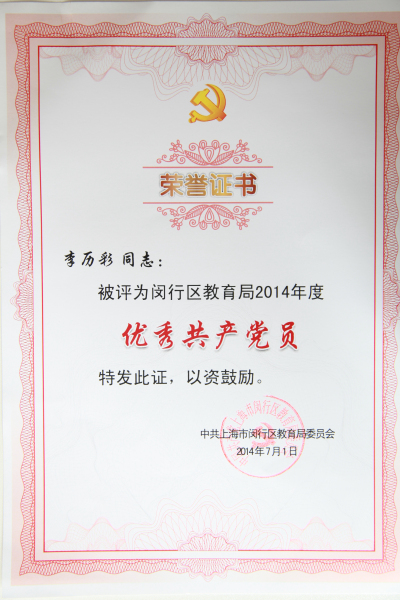 荣誉证书
李历彩 同志：
被评为闵行区教育局2014年度
优秀共产党员
特发此证，以资鼓励。
中共上海市闵行区教育局委员会
2014年7月1日